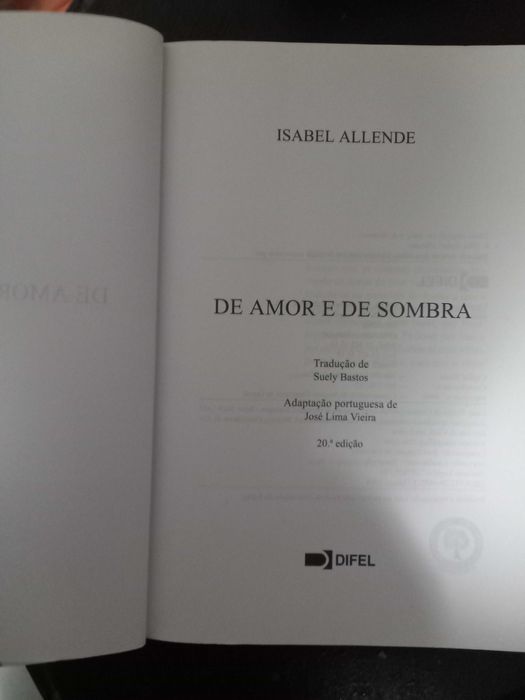 ISABEL ALLENDE
DE AMOR E DE SOMBRA
Tradução de
Suely Bastos
Adaptação portuguesa de
José Lima Vieira
20.ª edição
DIFEL